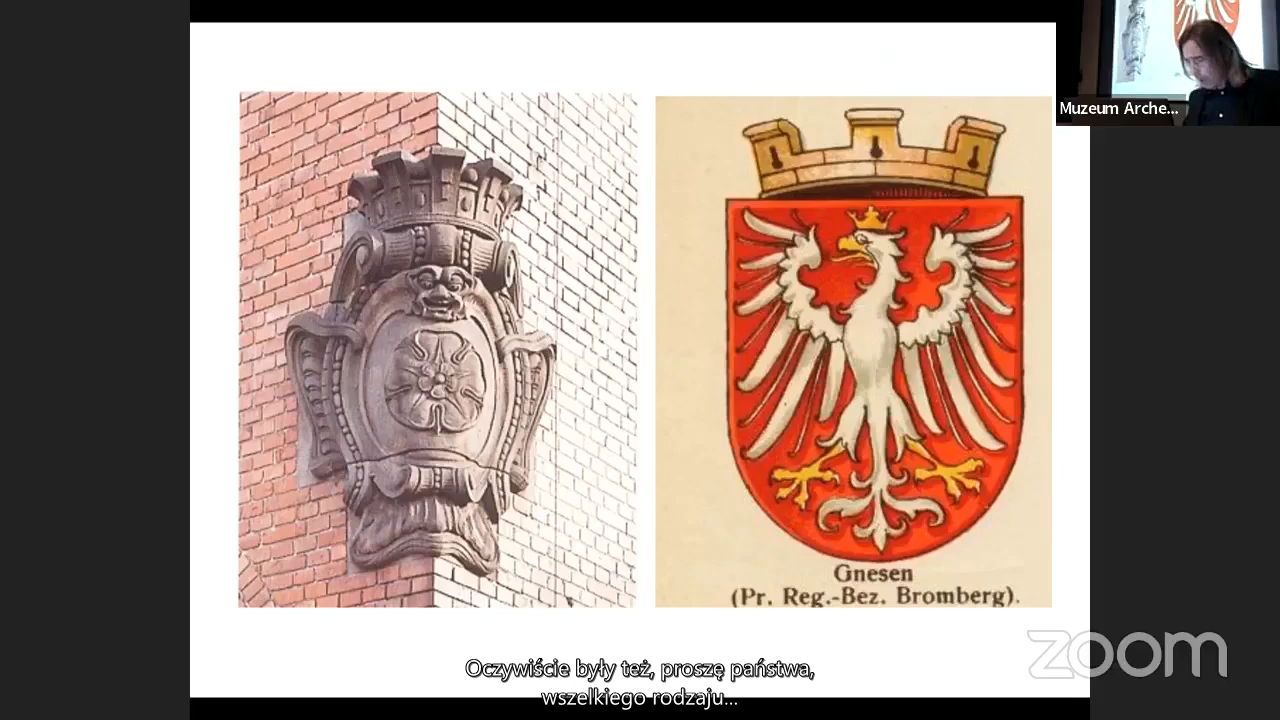 Muzeum Arche...
Gnesen
(Pr. Reg.-Bez. Bromberg).
zoom
Oczywiście były też, proszę państwa,
wszelkiego rodzaju...